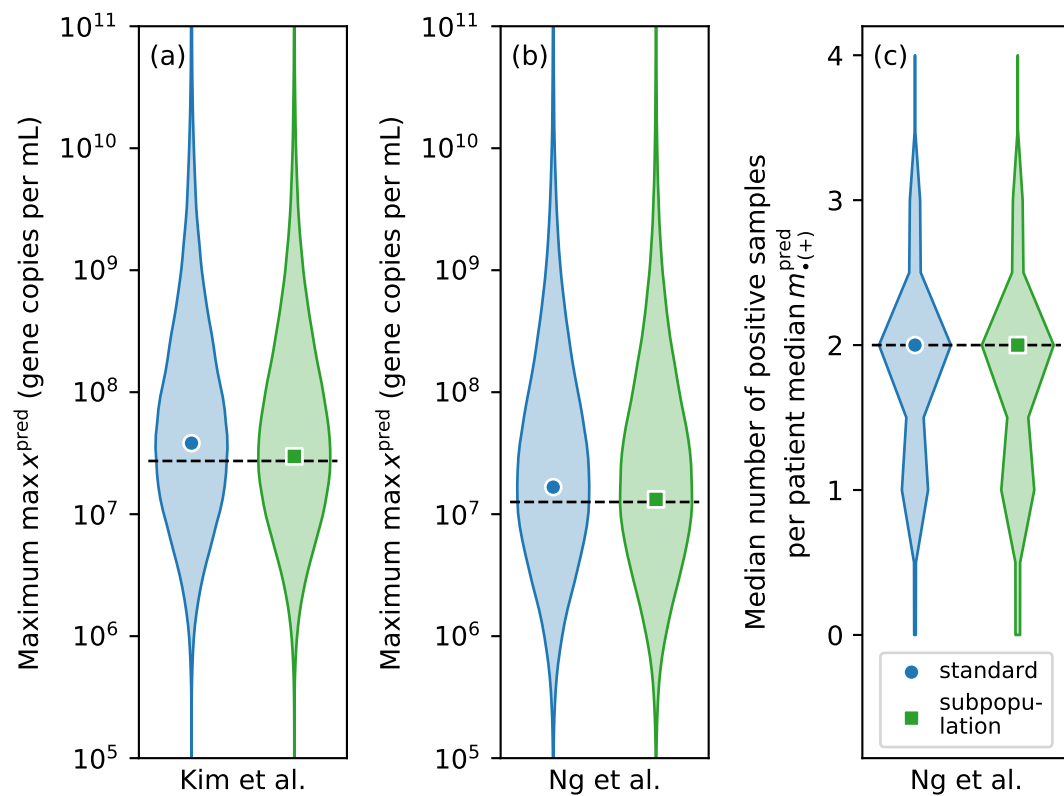 (a)
Maximum max x^pred (gene copies per mL)
10^11
10^10
10^9
10^8
10^7
10^6
10^5
Kim et al.
(b)
Maximum max x^pred (gene copies per mL)
10^11
10^10
10^9
10^8
10^7
10^6
10^5
Ng et al.
(c)
Median number of positive samples
per patient median m^pred_•(+)
4
3
2
1
0
standard
subpopu-
lation
Ng et al.